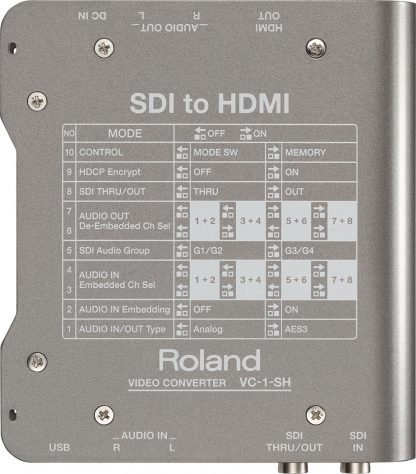 DC IN
L AUDIO OUT R
HDMI OUT
SDI to HDMI
NO MODE OFF ON
10 CONTROL MODE SW MEMORY
9 HDCP Encrypt OFF ON
8 SDI THRU/OUT THRU OUT
7 6 AUDIO OUT De-Embedded Ch Sel 1 + 2 3 + 4 5 + 6 7 + 8
5 SDI Audio Group G1/G2 G3/G4
4 3 AUDIO IN Embedded Ch Sel 1 + 2 3 + 4 5 + 6 7 + 8
2 AUDIO IN Embedding OFF ON
1 AUDIO IN/OUT Type Analog AES3
Roland
VIDEO CONVERTER VC-1-SH
USB
AUDIO IN
R L
SDI THRU/OUT
SDI IN